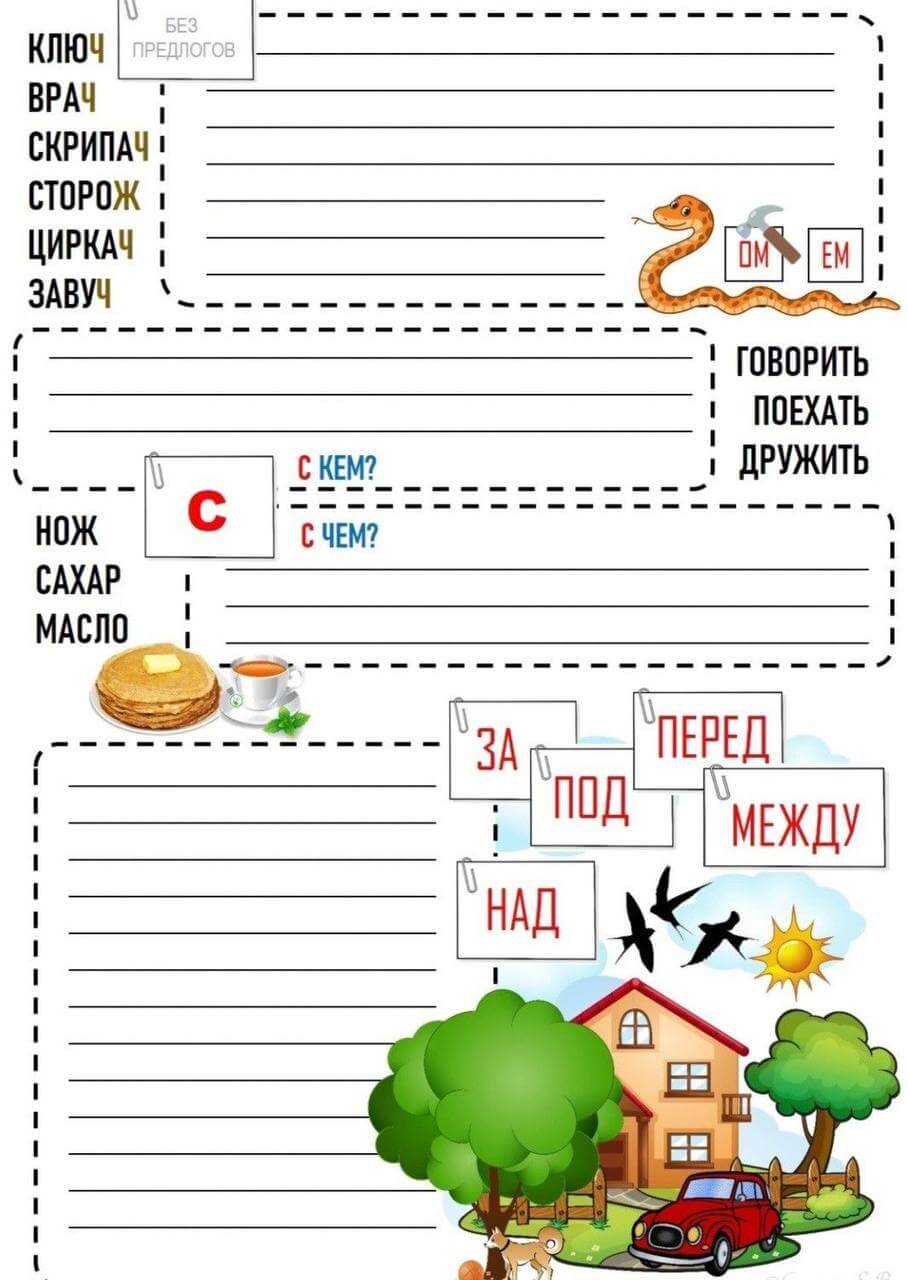 БЕЗ
ПРЕДЛОГОВ
КЛЮЧ
ВРАЧ
СКРИПАЧ
СТОРОЖ
ЦИРКАЧ
ЗАВУЧ
ОМ
ЕМ
ГОВОРИТЬ
ПОЕХАТЬ
ДРУЖИТЬ
С КЕМ?
С
С ЧЕМ?
НОЖ
САХАР
МАСЛО
ЗА
ПЕРЕД
ПОД
МЕЖДУ
НАД